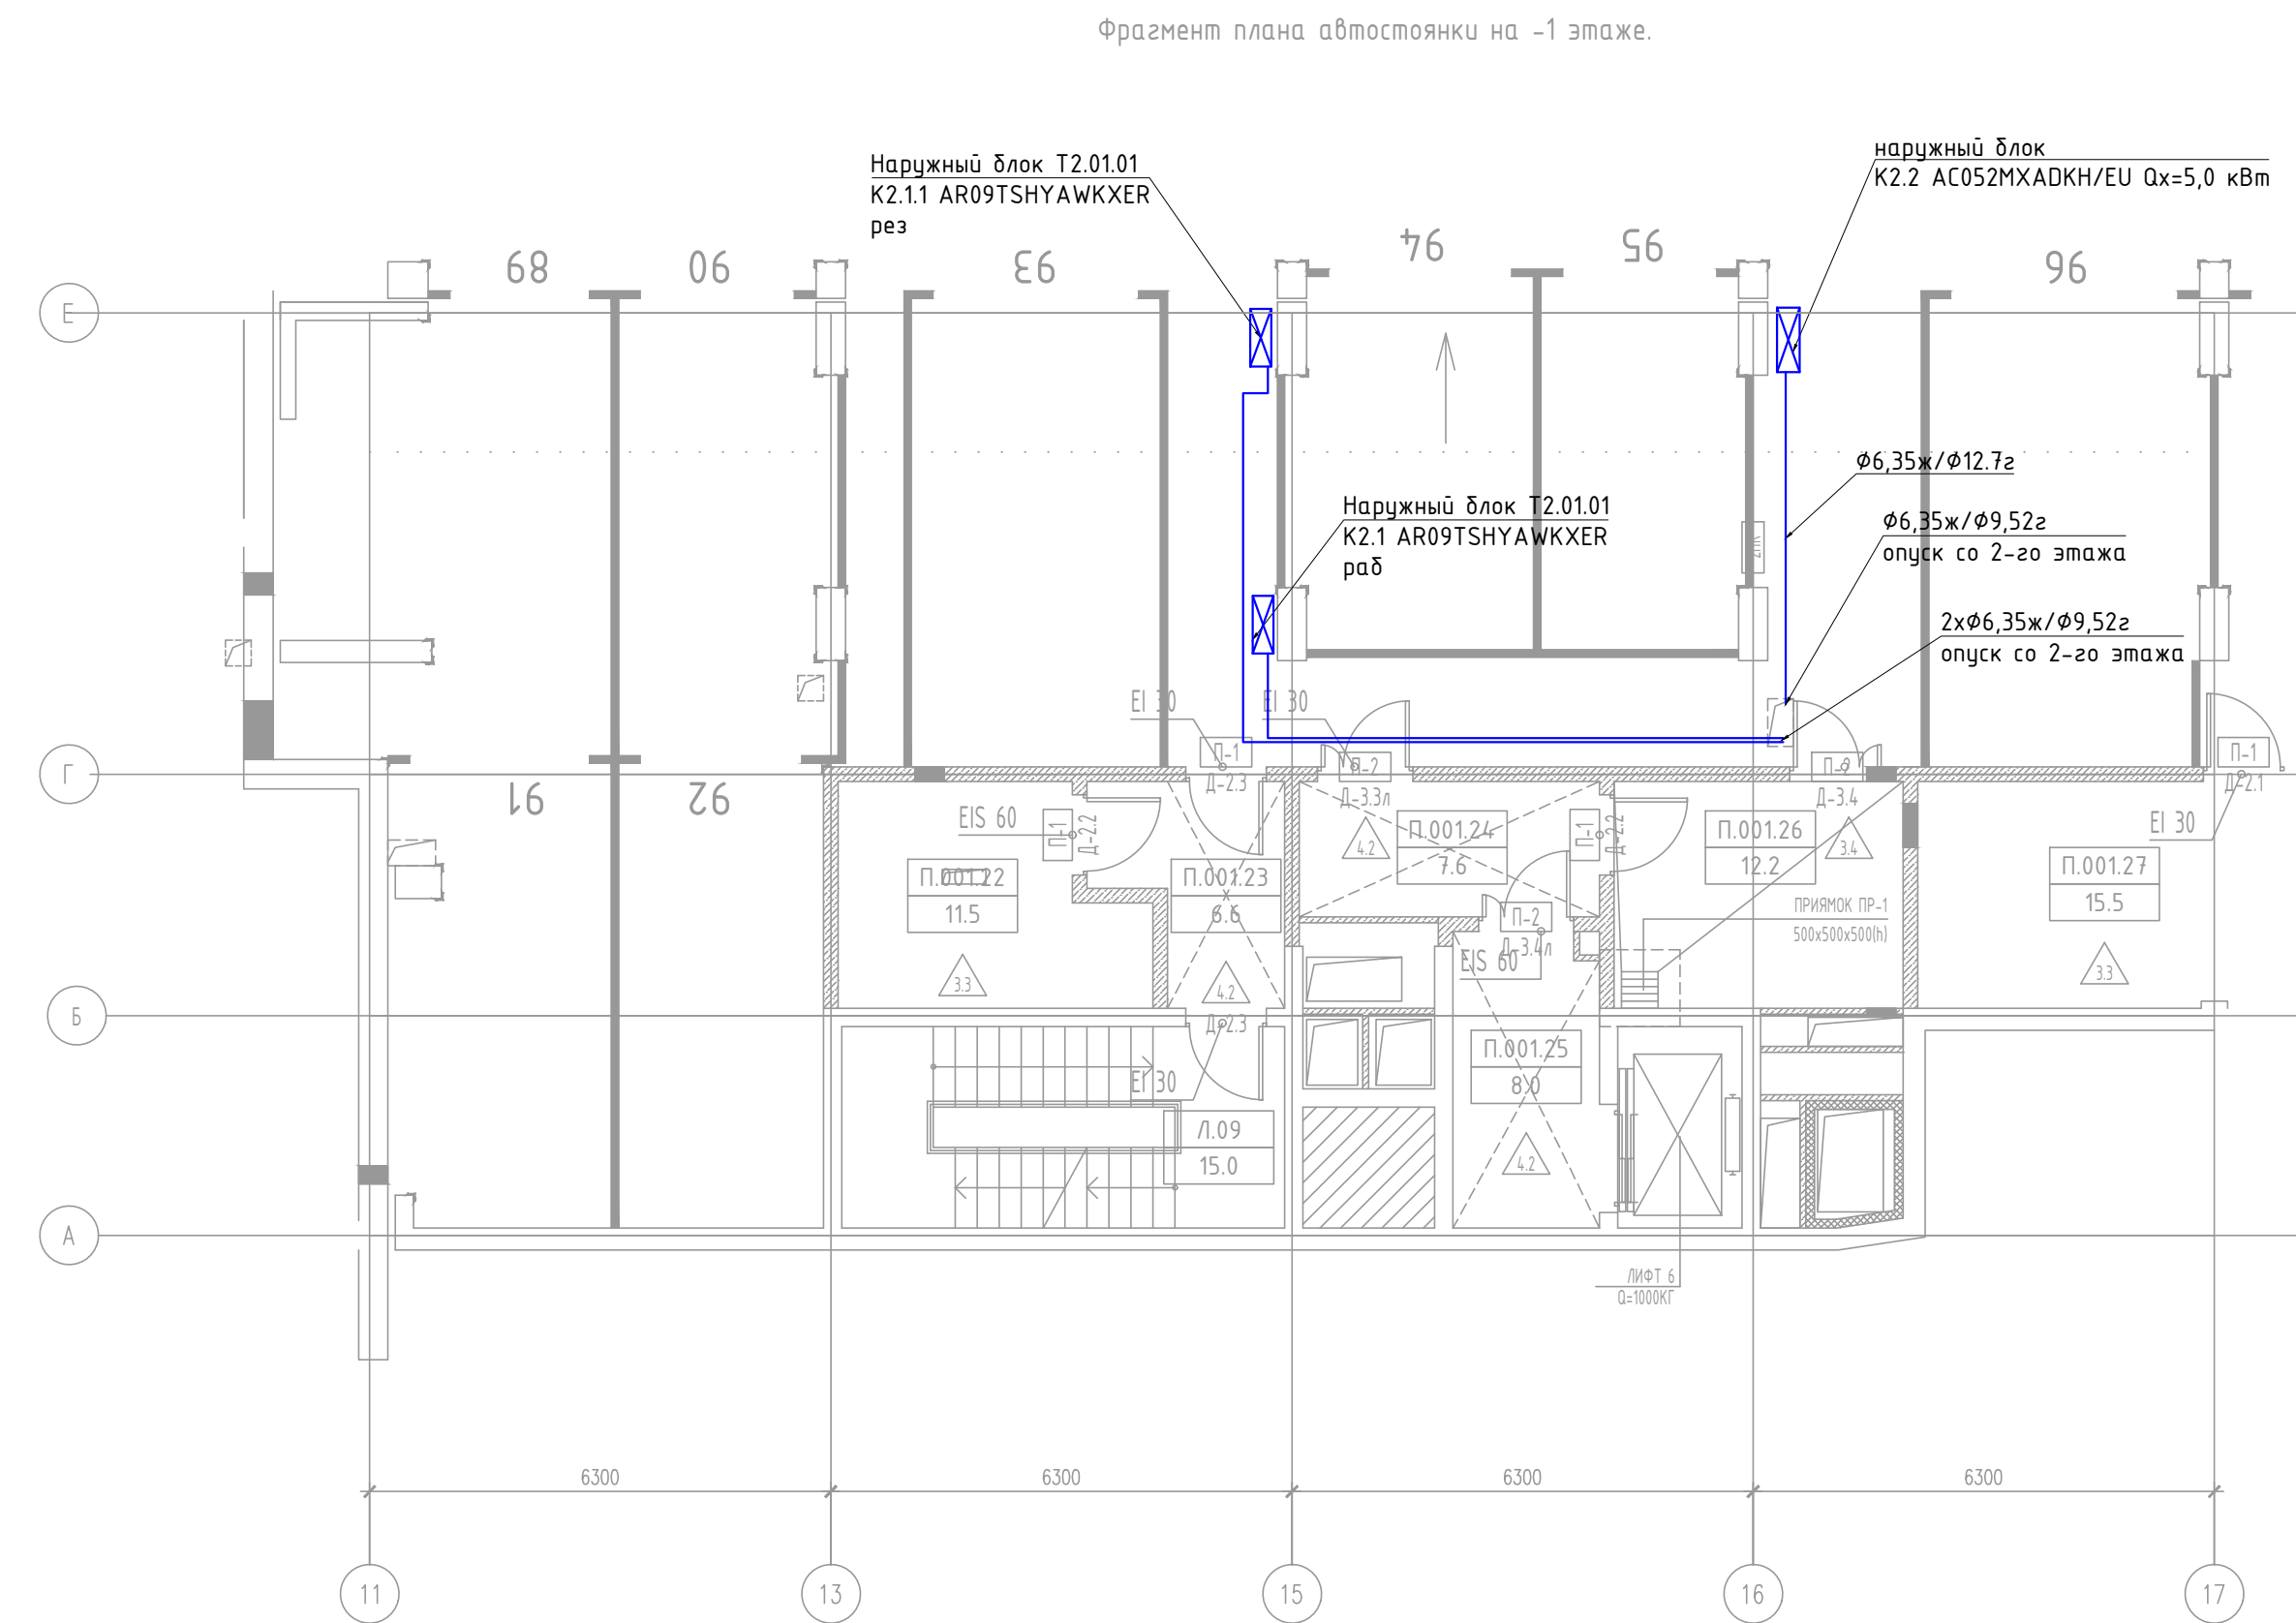 Фрагмент плана автостоянки на -1 этаже.
Наружный блок Т2.01.01
К2.1.1 AR09TSHYAWKXER
рез
наружный блок
К2.2 AC052MXADKH/EU Qх=5,0 кВт
89
90
93
94
95
96
Е
Ф6,35ж/Ф12.7г
Наружный блок Т2.01.01
К2.1 AR09TSHYAWKXER
раб
Ф6,35ж/Ф9,52г
опуск со 2-го этажа
2хФ6,35ж/Ф9,52г
опуск со 2-го этажа
EI 30
EI 30
П-1
Д-2.3
П-2
Д-3.3л
П-2
Д-3.4
П-1
Д-2.1
EI 30
Г
91
92
EIS 60
П-1
Д-2.2
П.001.22
11.5
3.3
П.001.23
6.6
4.2
П.001.24
7.6
4.2
П-1
Д-2.2
П.001.26
12.2
3.4
П.001.27
15.5
3.3
ПРИЯМОК ПР-1
500х500х500(h)
П-2
Д-3.4л
EIS 60
Б
Д-2.3
EI 30
П.001.25
8.0
4.2
Л.09
15.0
А
ЛИФТ 6
Q=1000КГ
6300
6300
6300
6300
11
13
15
16
17